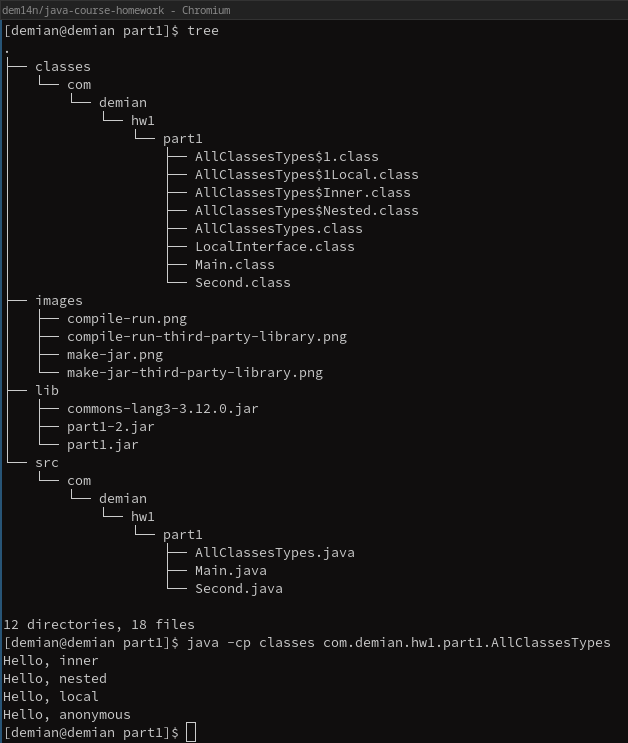 dem14n/java-course-homework - Chromium
[demian@demian part1]$ tree
.
├── classes
│   └── com
│       └── demian
│           └── hw1
│               └── part1
│                   ├── AllClassesTypes$1.class
│                   ├── AllClassesTypes$1Local.class
│                   ├── AllClassesTypes$Inner.class
│                   ├── AllClassesTypes$Nested.class
│                   ├── AllClassesTypes.class
│                   ├── LocalInterface.class
│                   ├── Main.class
│                   └── Second.class
├── images
│   ├── compile-run.png
│   ├── compile-run-third-party-library.png
│   ├── make-jar.png
│   └── make-jar-third-party-library.png
├── lib
│   ├── commons-lang3-3.12.0.jar
│   ├── part1-2.jar
│   └── part1.jar
└── src
    └── com
        └── demian
            └── hw1
                └── part1
                    ├── AllClassesTypes.java
                    ├── Main.java
                    └── Second.java
12 directories, 18 files
[demian@demian part1]$ java -cp classes com.demian.hw1.part1.AllClassesTypes
Hello, inner
Hello, nested
Hello, local
Hello, anonymous
[demian@demian part1]$